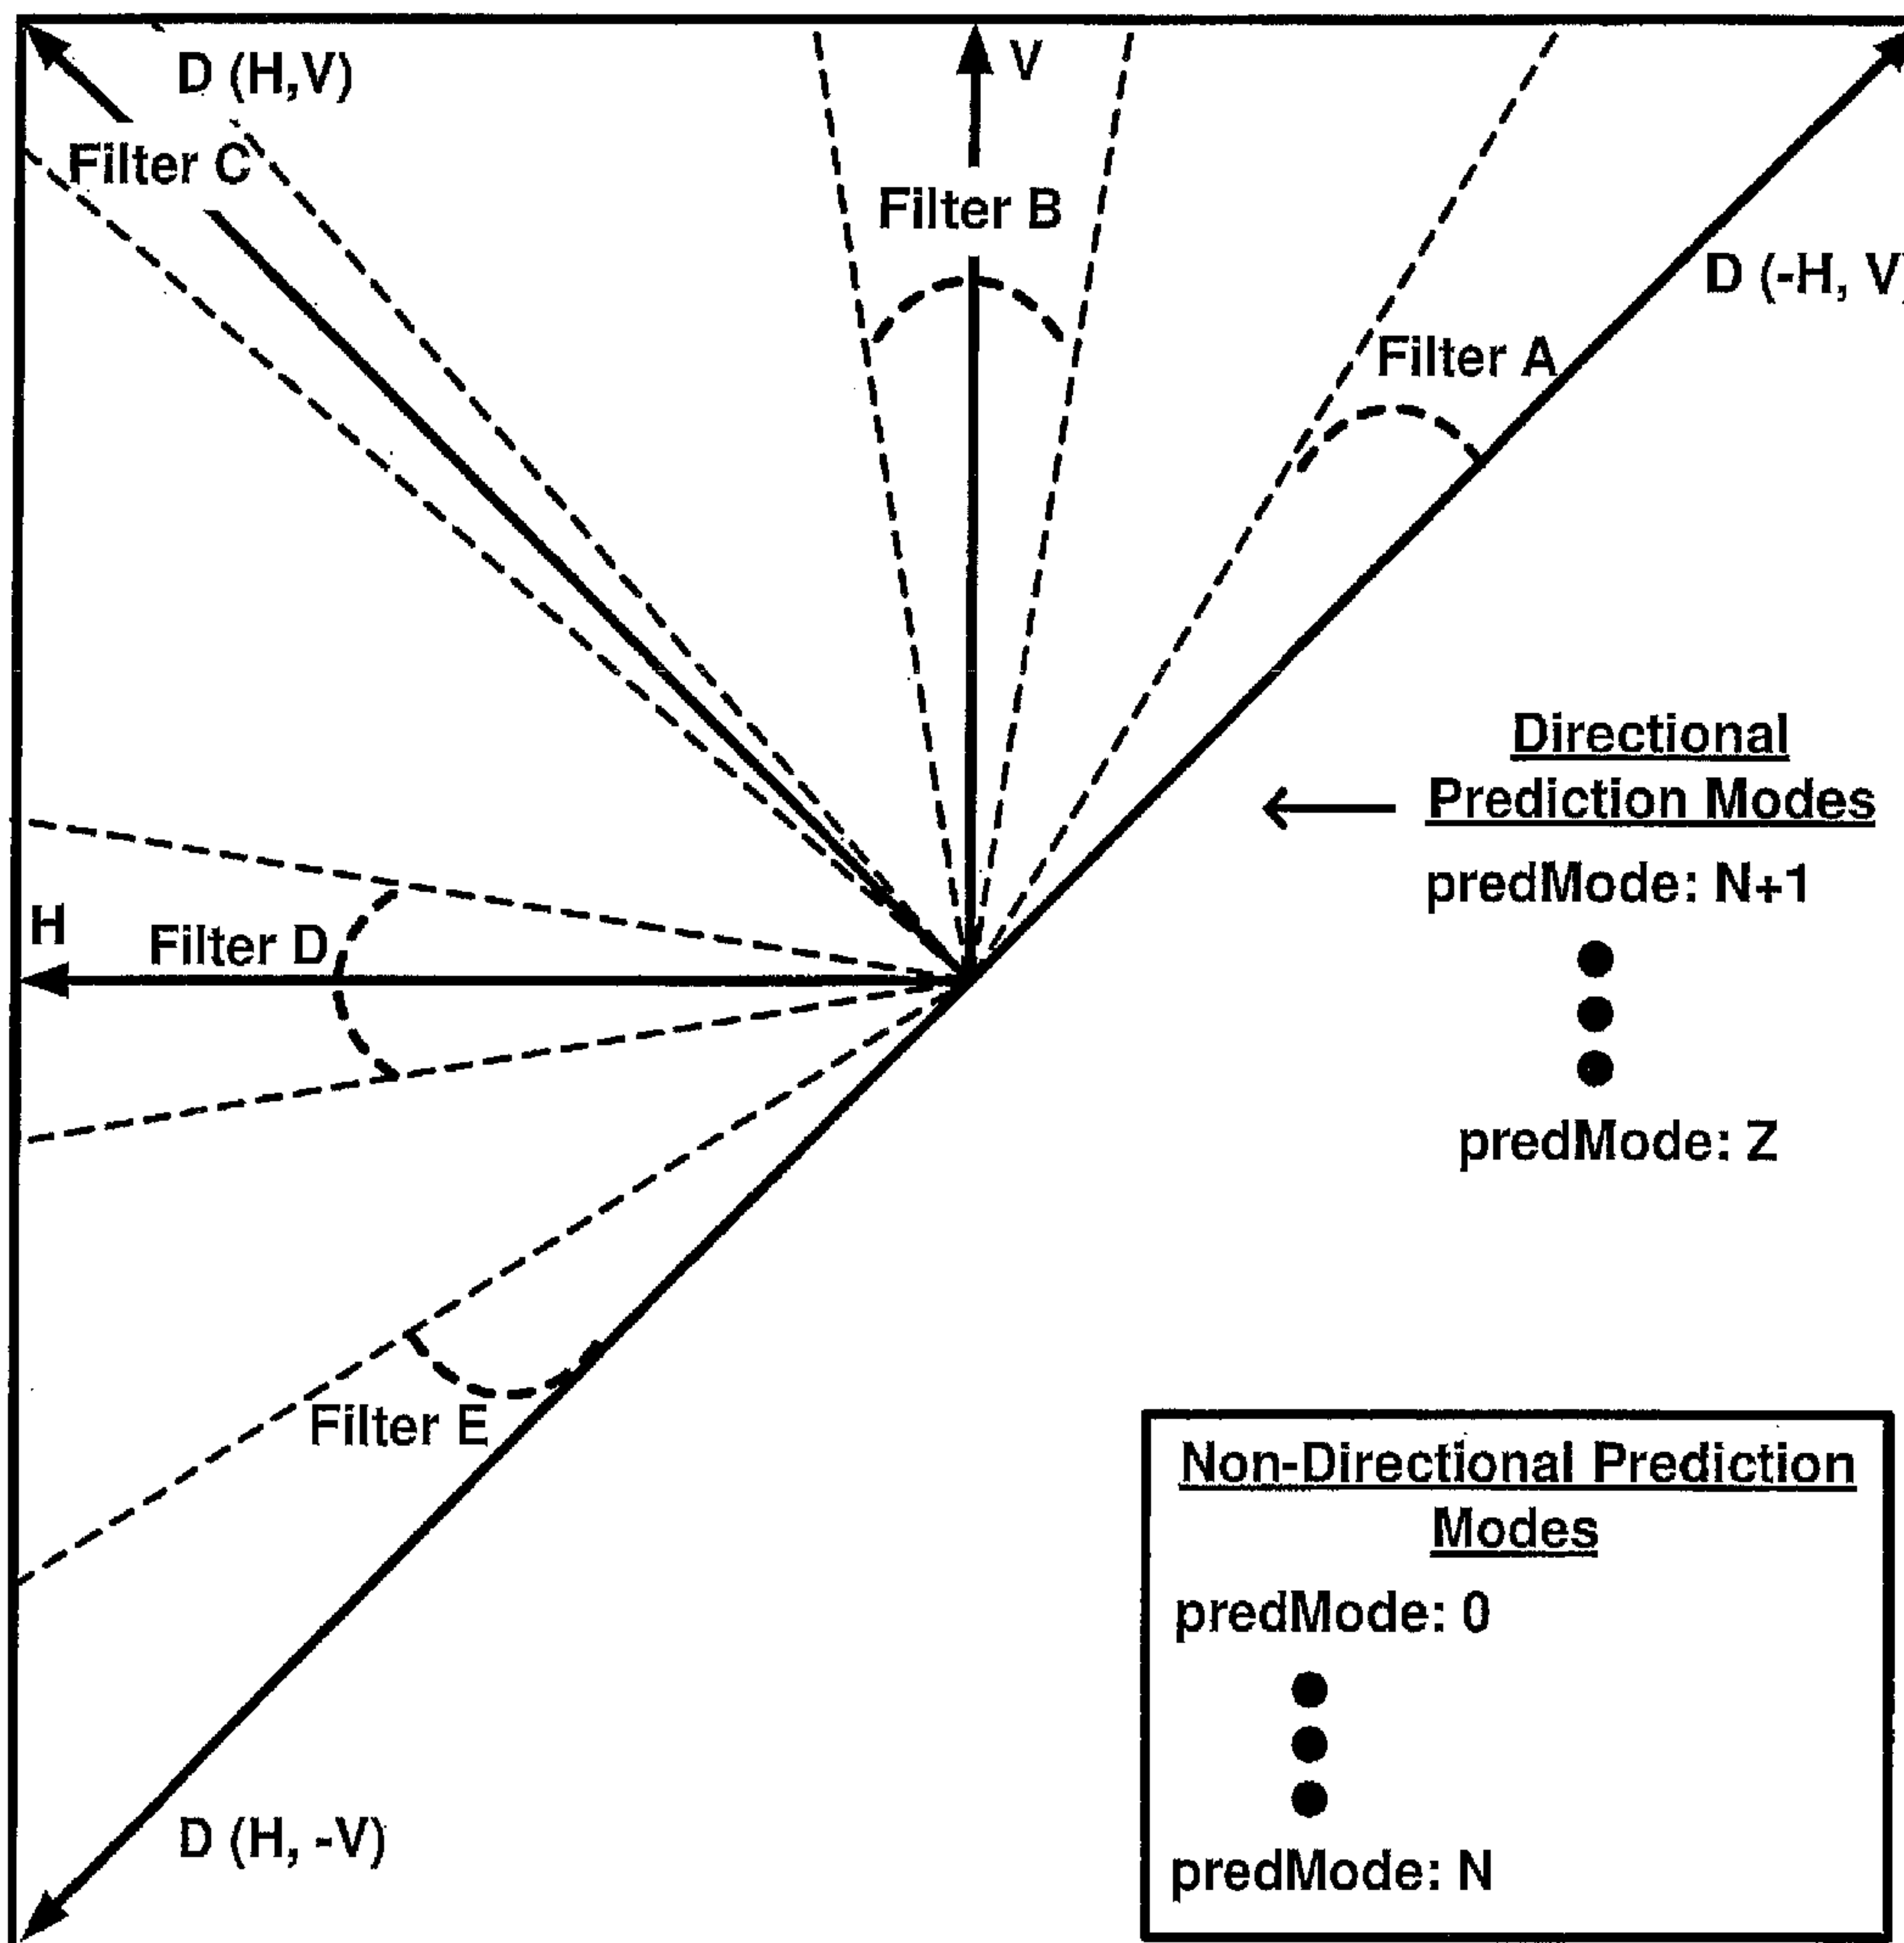 D (H,V)
V
Filter C
Filter B
D (-H, V)
Filter A
Directional
Prediction Modes
predMode: N+1
H
Filter D
predMode: Z
Filter E
Non-Directional Prediction
Modes
predMode: 0
D (H, -V)
predMode: N